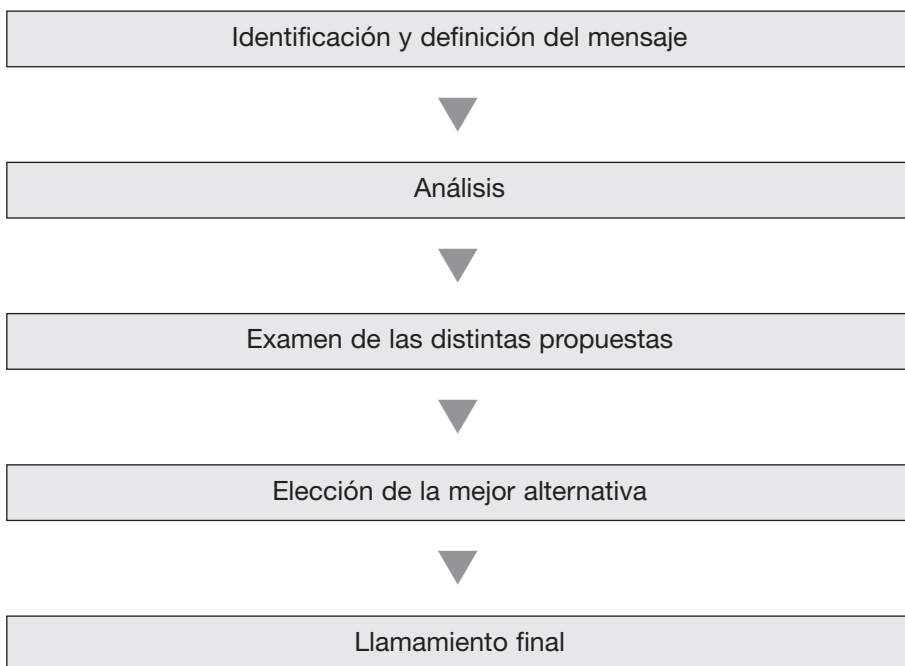 Identificación y definición del mensaje
Análisis
Examen de las distintas propuestas
Elección de la mejor alternativa
Llamamiento final